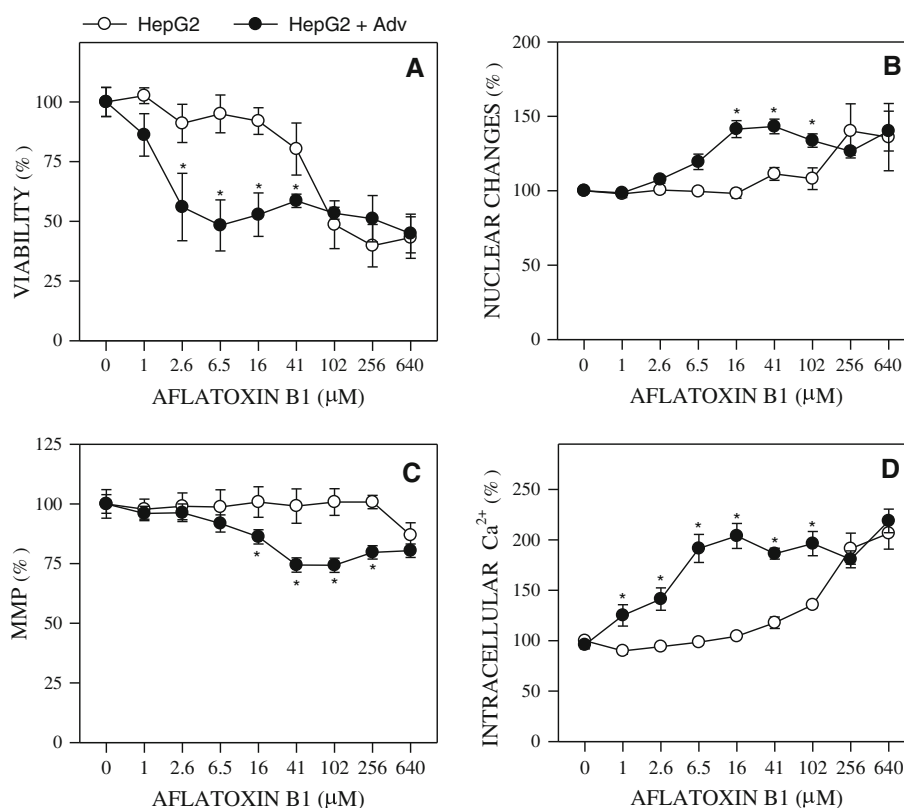 HepG2 HepG2 + Adv
A
VIABILITY (%)
100
75
50
25
0
0 1 2.6 6.5 16 41 102 256 640
AFLATOXIN B1 (μM)
* * * *
B
NUCLEAR CHANGES (%)
200
150
100
50
0
0 1 2.6 6.5 16 41 102 256 640
AFLATOXIN B1 (μM)
* * *
C
MMP (%)
125
100
75
50
25
0
0 1 2.6 6.5 16 41 102 256 640
AFLATOXIN B1 (μM)
* * * *
D
INTRACELLULAR Ca²⁺ (%)
250
200
150
100
50
0
0 1 2.6 6.5 16 41 102 256 640
AFLATOXIN B1 (μM)
* * * * * *